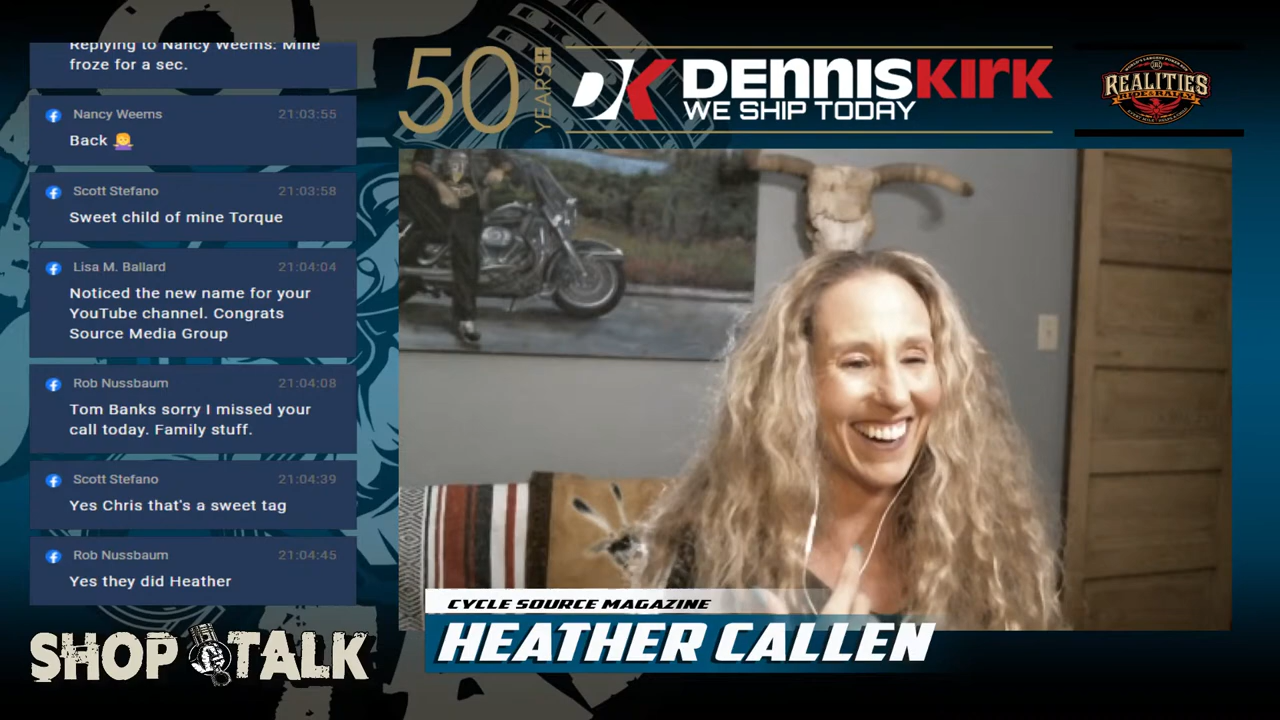 Replying to Nancy Weems: Mine
froze for a sec.
Nancy Weems 21:03:55
Back
Scott Stefano 21:03:58
Sweet child of mine Torque
Lisa M. Ballard 21:04:04
Noticed the new name for your
YouTube channel. Congrats
Source Media Group
Rob Nussbaum 21:04:08
Tom Banks sorry I missed your
call today. Family stuff.
Scott Stefano 21:04:39
Yes Chris that's a sweet tag
Rob Nussbaum 21:04:45
Yes they did Heather
SHOP TALK
50 YEARS+
DENNIS KIRK
WE SHIP TODAY
REALITIES
RIDE & RALLY
CYCLE SOURCE MAGAZINE
HEATHER CALLEN